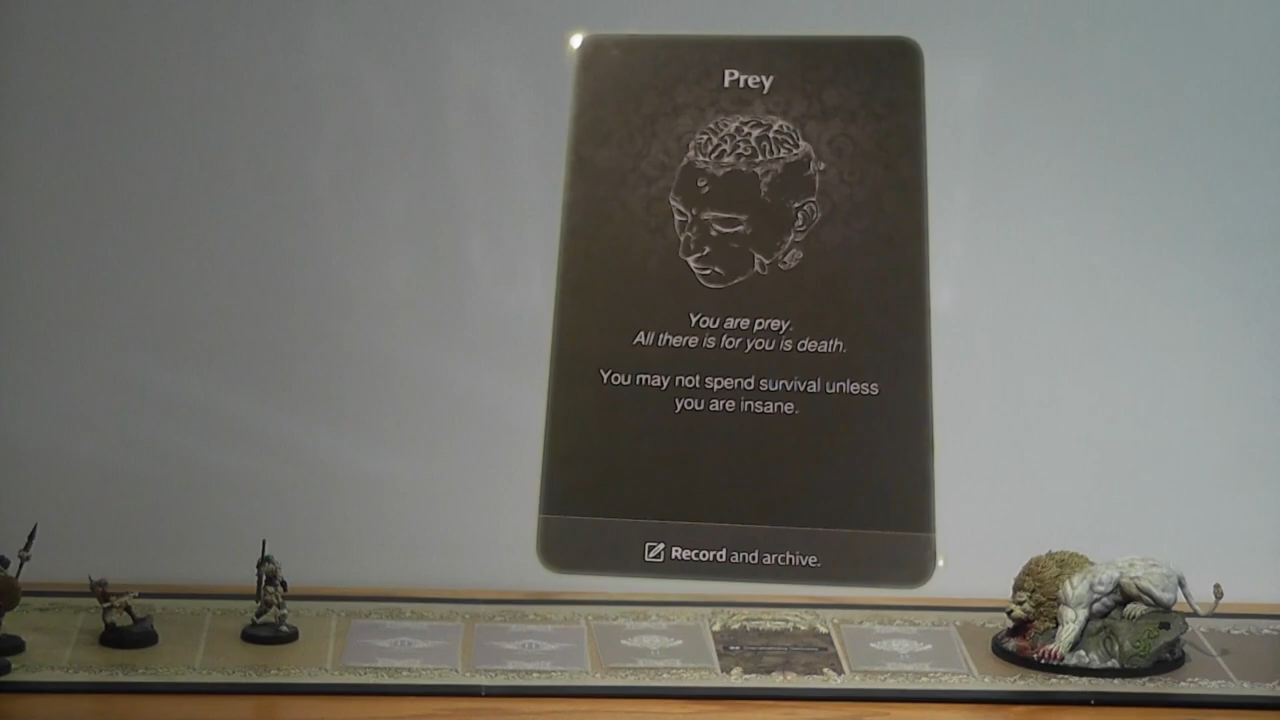 Prey
You are prey.
All there is for you is death.
You may not spend survival unless
you are insane.
Record and archive.